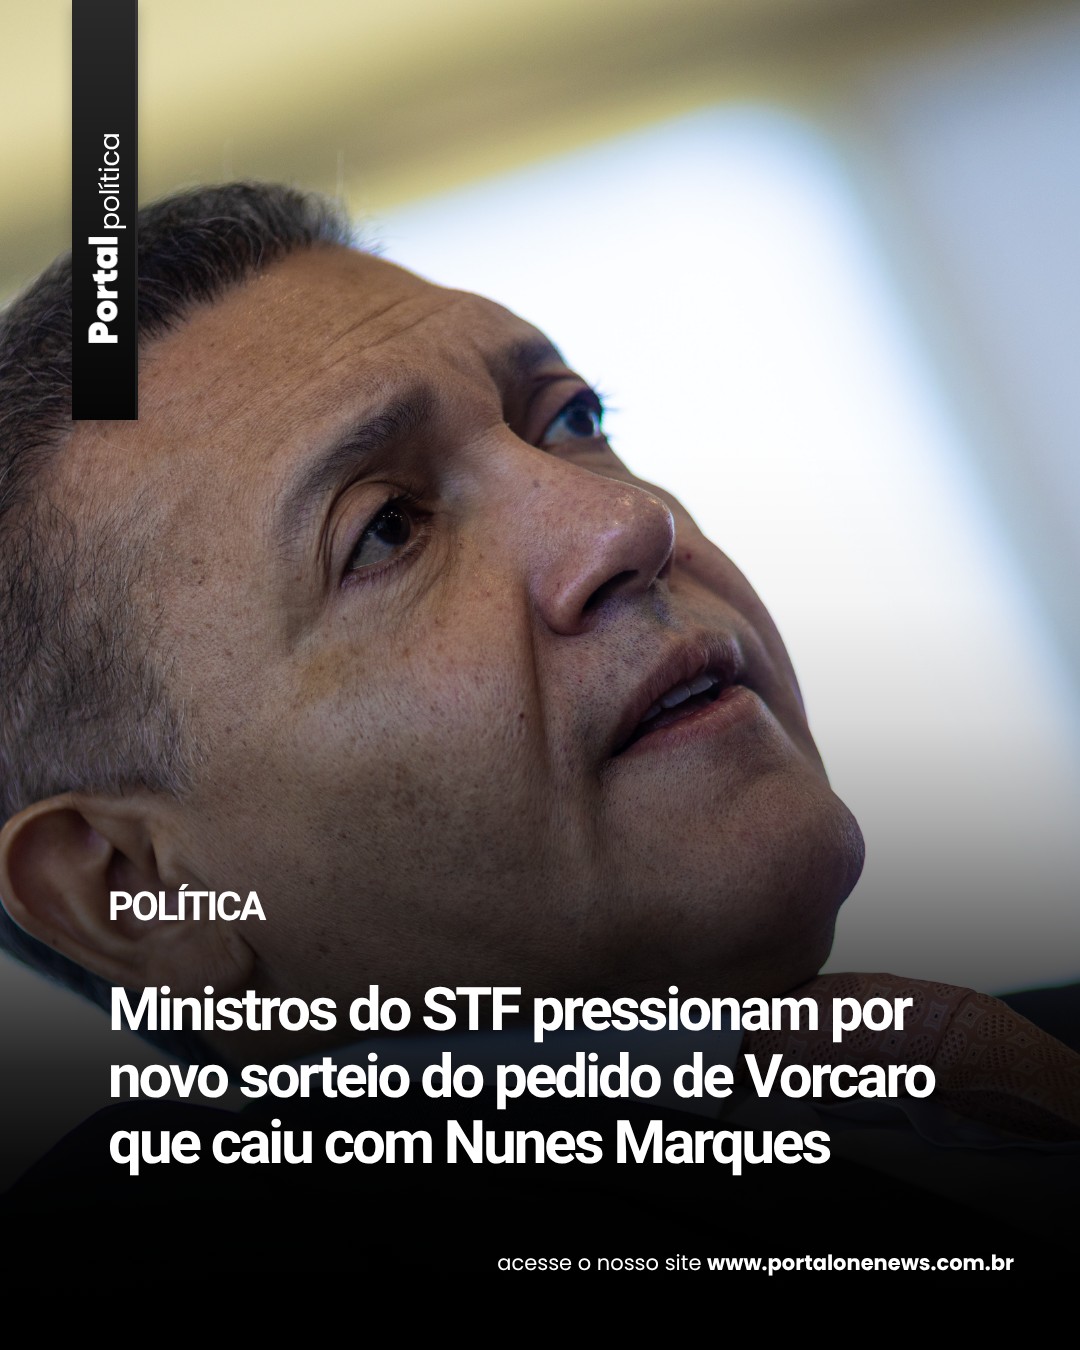 Portal política
POLÍTICA
Ministros do STF pressionam por
novo sorteio do pedido de Vorcaro
que caiu com Nunes Marques
acesse o nosso site www.portalonenews.com.br